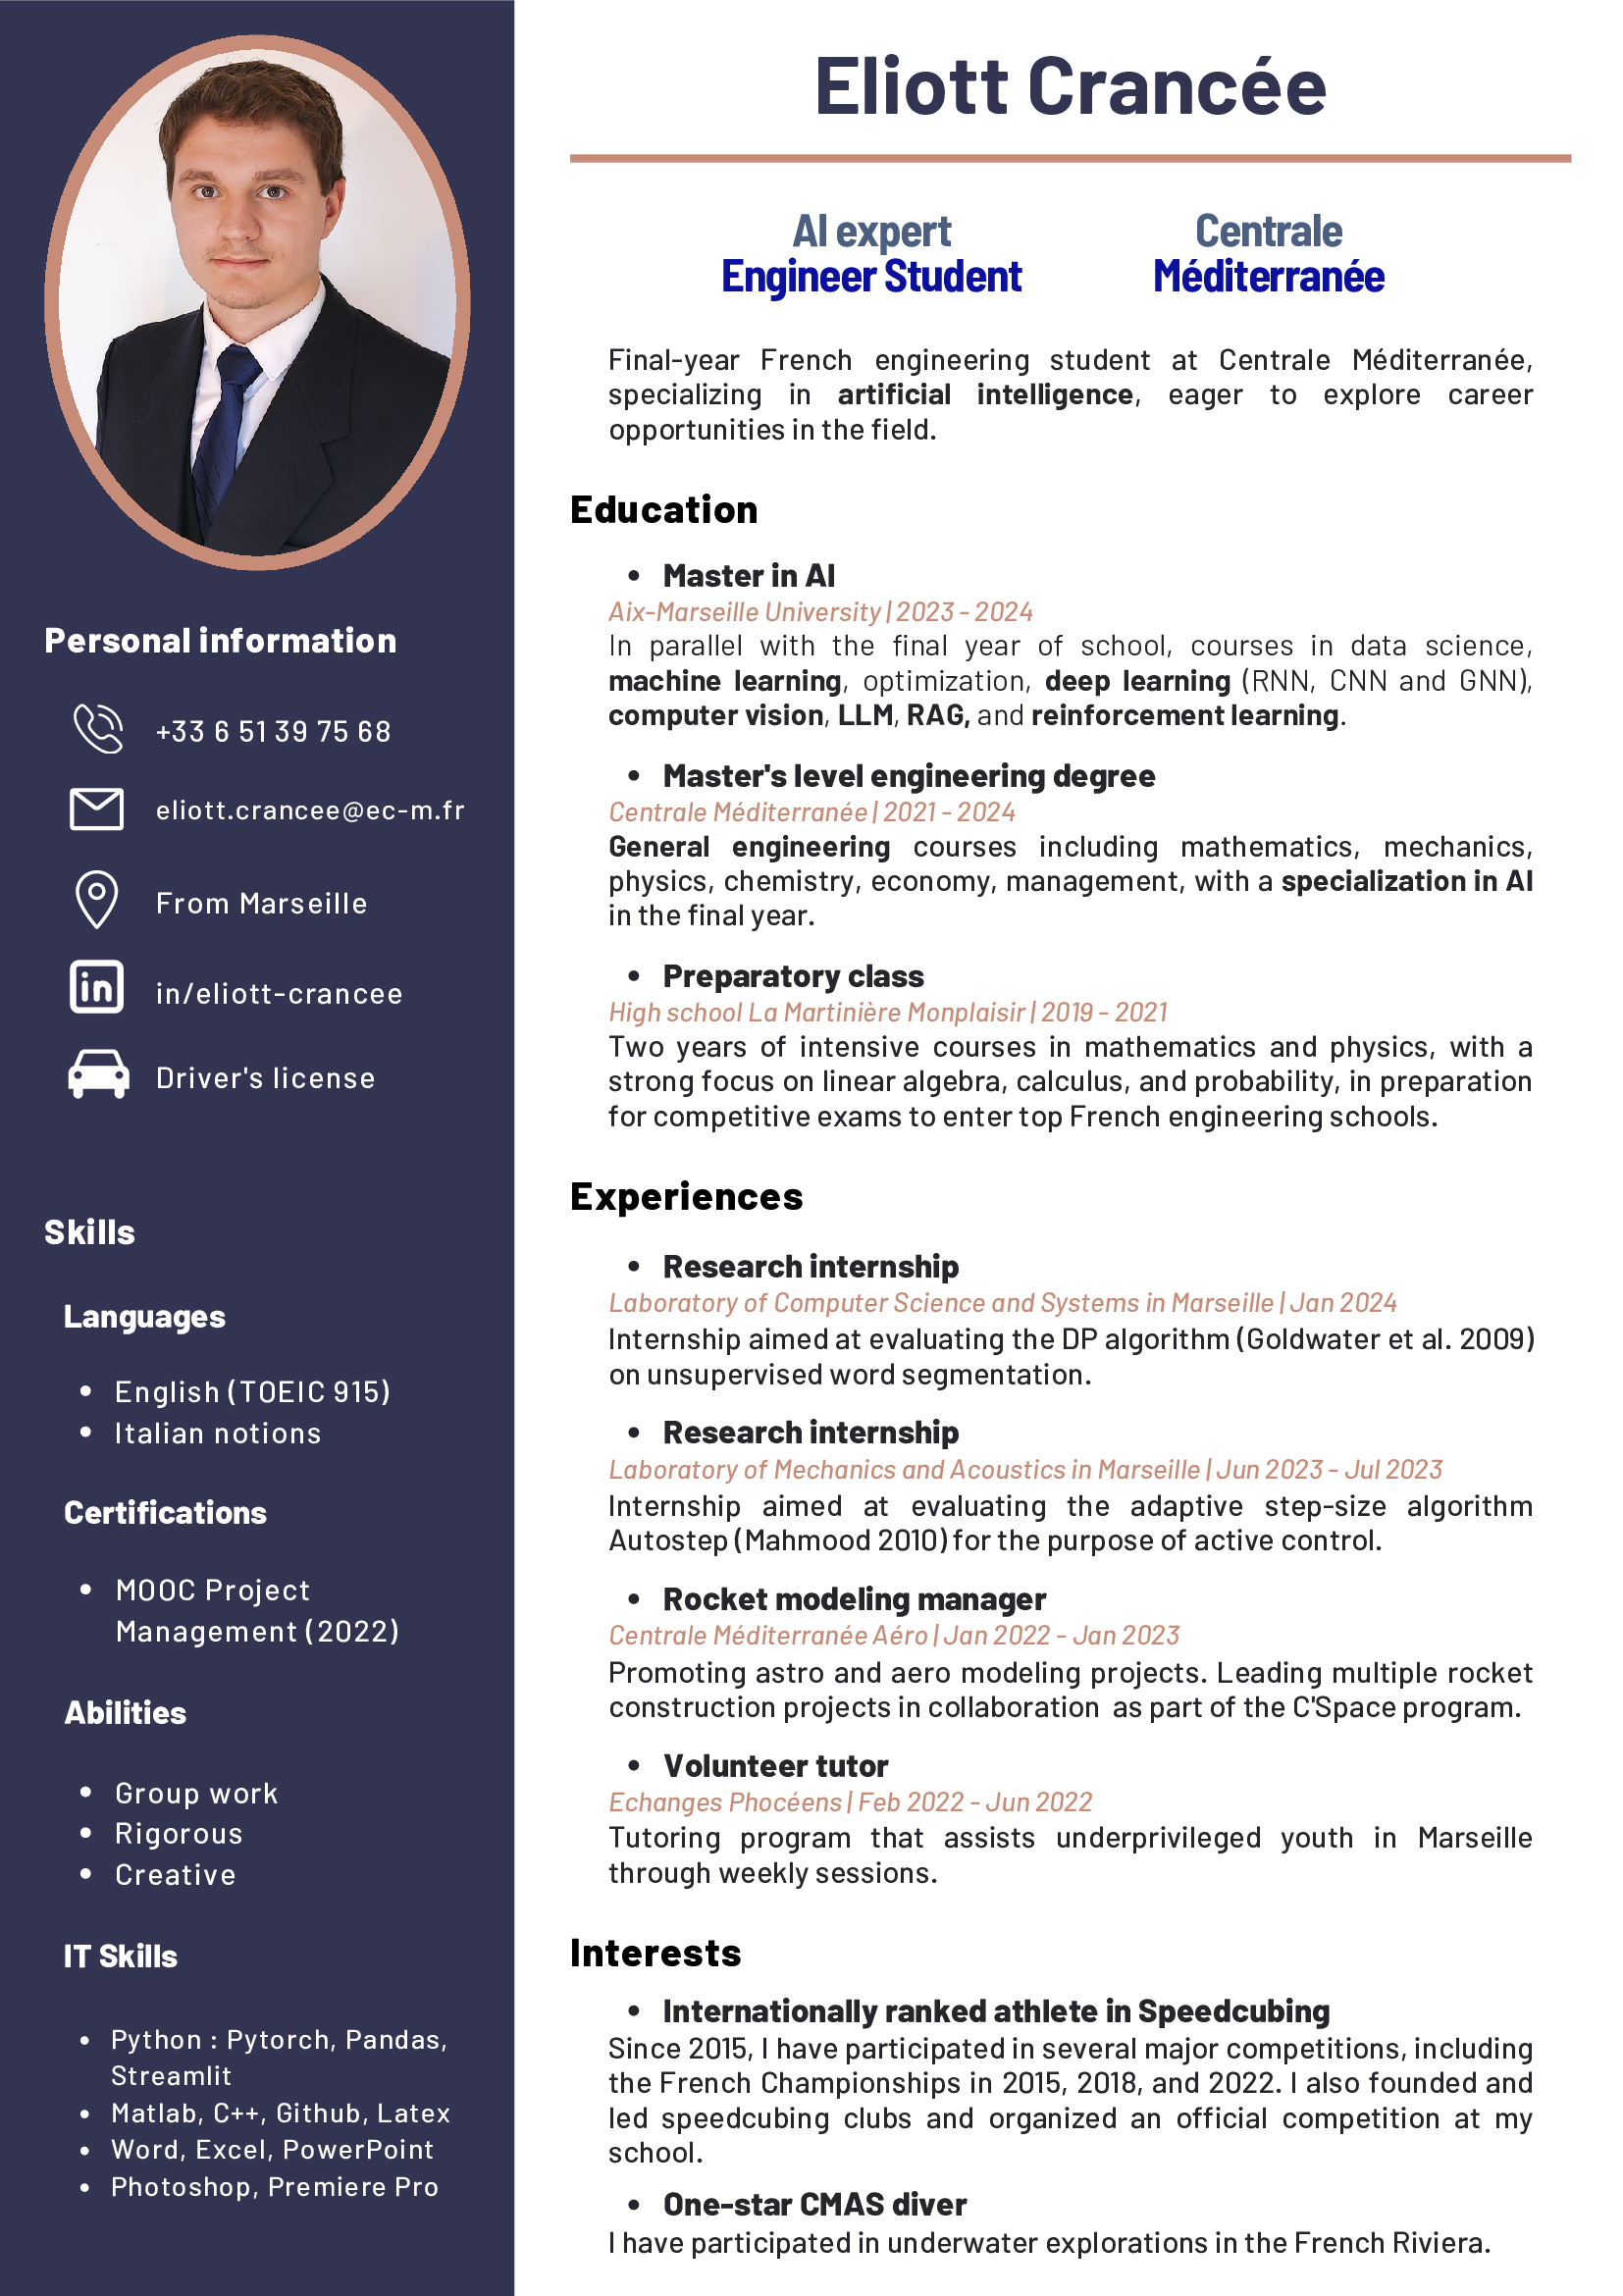 Eliott Crancée
AI expert
Engineer Student
Centrale
Méditerranée
Final-year French engineering student at Centrale Méditerranée,
specializing in artificial intelligence, eager to explore career
opportunities in the field.
Personal information
+33 6 51 39 75 68
eliott.crancee@ec-m.fr
From Marseille
in
in/eliott-crancee
Driver's license
Skills
Languages
• English (TOEIC 915)
• Italian notions
Certifications
• MOOC Project
Management (2022)
Abilities
• Group work
• Rigorous
• Creative
IT Skills
• Python : Pytorch, Pandas,
Streamlit
• Matlab, C++, Github, Latex
• Word, Excel, PowerPoint
• Photoshop, Premiere Pro
Education
• Master in AI
Aix-Marseille University | 2023 - 2024
In parallel with the final year of school, courses in data science,
machine learning, optimization, deep learning (RNN, CNN and GNN),
computer vision, LLM, RAG, and reinforcement learning.
• Master's level engineering degree
Centrale Méditerranée | 2021 - 2024
General engineering courses including mathematics, mechanics,
physics, chemistry, economy, management, with a specialization in AI
in the final year.
• Preparatory class
High school La Martinière Monplaisir | 2019 - 2021
Two years of intensive courses in mathematics and physics, with a
strong focus on linear algebra, calculus, and probability, in preparation
for competitive exams to enter top French engineering schools.
Experiences
• Research internship
Laboratory of Computer Science and Systems in Marseille | Jan 2024
Internship aimed at evaluating the DP algorithm (Goldwater et al. 2009)
on unsupervised word segmentation.
• Research internship
Laboratory of Mechanics and Acoustics in Marseille | Jun 2023 - Jul 2023
Internship aimed at evaluating the adaptive step-size algorithm
Autostep (Mahmood 2010) for the purpose of active control.
• Rocket modeling manager
Centrale Méditerranée Aéro | Jan 2022 - Jan 2023
Promoting astro and aero modeling projects. Leading multiple rocket
construction projects in collaboration as part of the C'Space program.
• Volunteer tutor
Echanges Phocéens | Feb 2022 - Jun 2022
Tutoring program that assists underprivileged youth in Marseille
through weekly sessions.
Interests
• Internationally ranked athlete in Speedcubing
Since 2015, I have participated in several major competitions, including
the French Championships in 2015, 2018, and 2022. I also founded and
led speedcubing clubs and organized an official competition at my
school.
• One-star CMAS diver
I have participated in underwater explorations in the French Riviera.